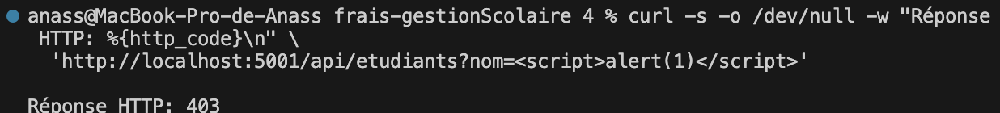 anass@MacBook-Pro-de-Anass frais-gestionScolaire 4 % curl -s -o /dev/null -w "Réponse
HTTP: %{http_code}\n" \
'http://localhost:5001/api/etudiants?nom=<script>alert(1)</script>'
Réponse HTTP: 403